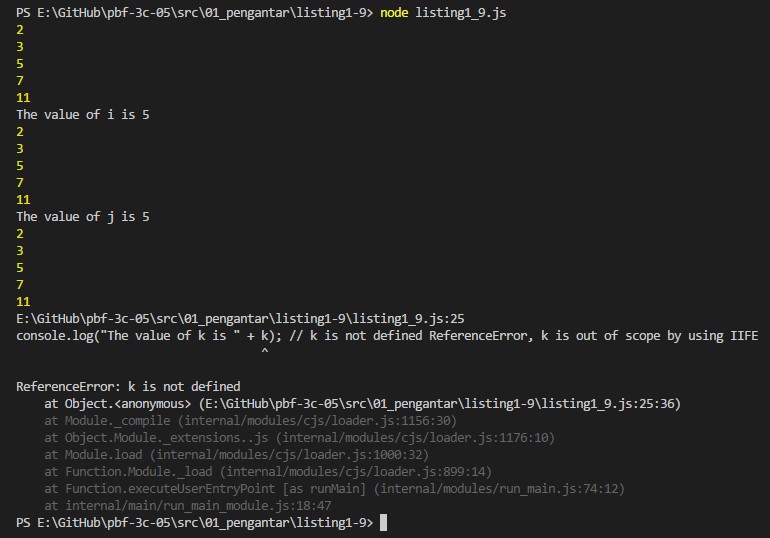 PS E:\GitHub\pbf-3c-05\src\01_pengantar\listing1-9> node listing1_9.js
2
3
5
7
11
The value of i is 5
2
3
5
7
11
The value of j is 5
2
3
5
7
11
E:\GitHub\pbf-3c-05\src\01_pengantar\listing1-9\listing1_9.js:25
console.log("The value of k is " + k); // k is not defined ReferenceError, k is out of scope by using IIFE
^
ReferenceError: k is not defined
at Object.<anonymous> (E:\GitHub\pbf-3c-05\src\01_pengantar\listing1-9\listing1_9.js:25:36)
at Module._compile (internal/modules/cjs/loader.js:1156:30)
at Object.Module._extensions..js (internal/modules/cjs/loader.js:1176:10)
at Module.load (internal/modules/cjs/loader.js:1000:32)
at Function.Module._load (internal/modules/cjs/loader.js:899:14)
at Function.executeUserEntryPoint [as runMain] (internal/modules/run_main.js:74:12)
at internal/main/run_main_module.js:18:47
PS E:\GitHub\pbf-3c-05\src\01_pengantar\listing1-9>